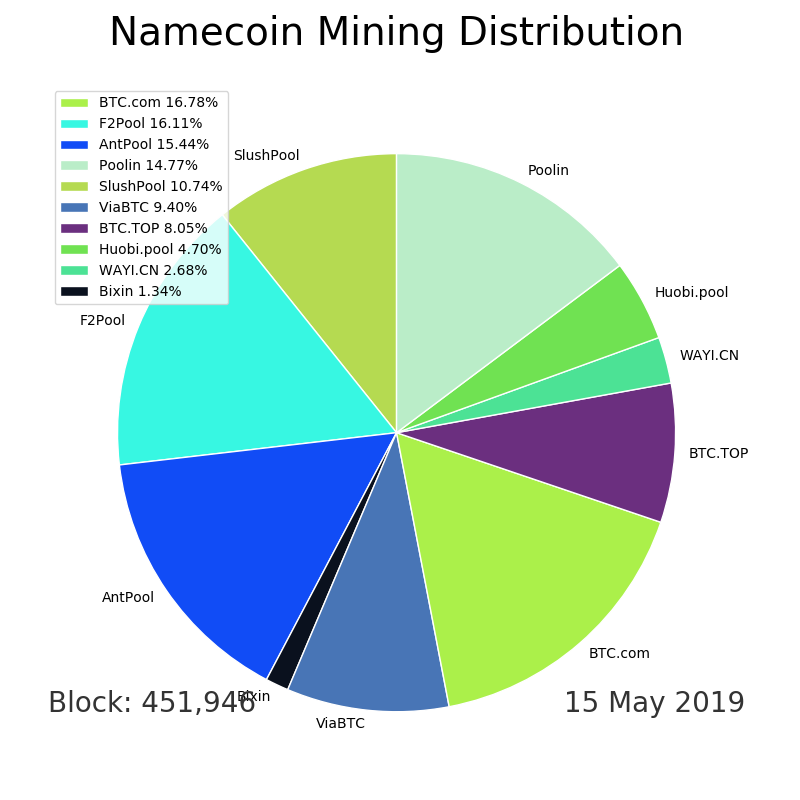 Namecoin Mining Distribution
BTC.com 16.78%
F2Pool 16.11%
AntPool 15.44%
Poolin 14.77%
SlushPool 10.74%
ViaBTC 9.40%
BTC.TOP 8.05%
Huobi.pool 4.70%
WAYI.CN 2.68%
Bixin 1.34%
SlushPool
Poolin
Huobi.pool
F2Pool
WAYI.CN
BTC.TOP
AntPool
BTC.com
Bixin
Block: 451,946
15 May 2019
ViaBTC